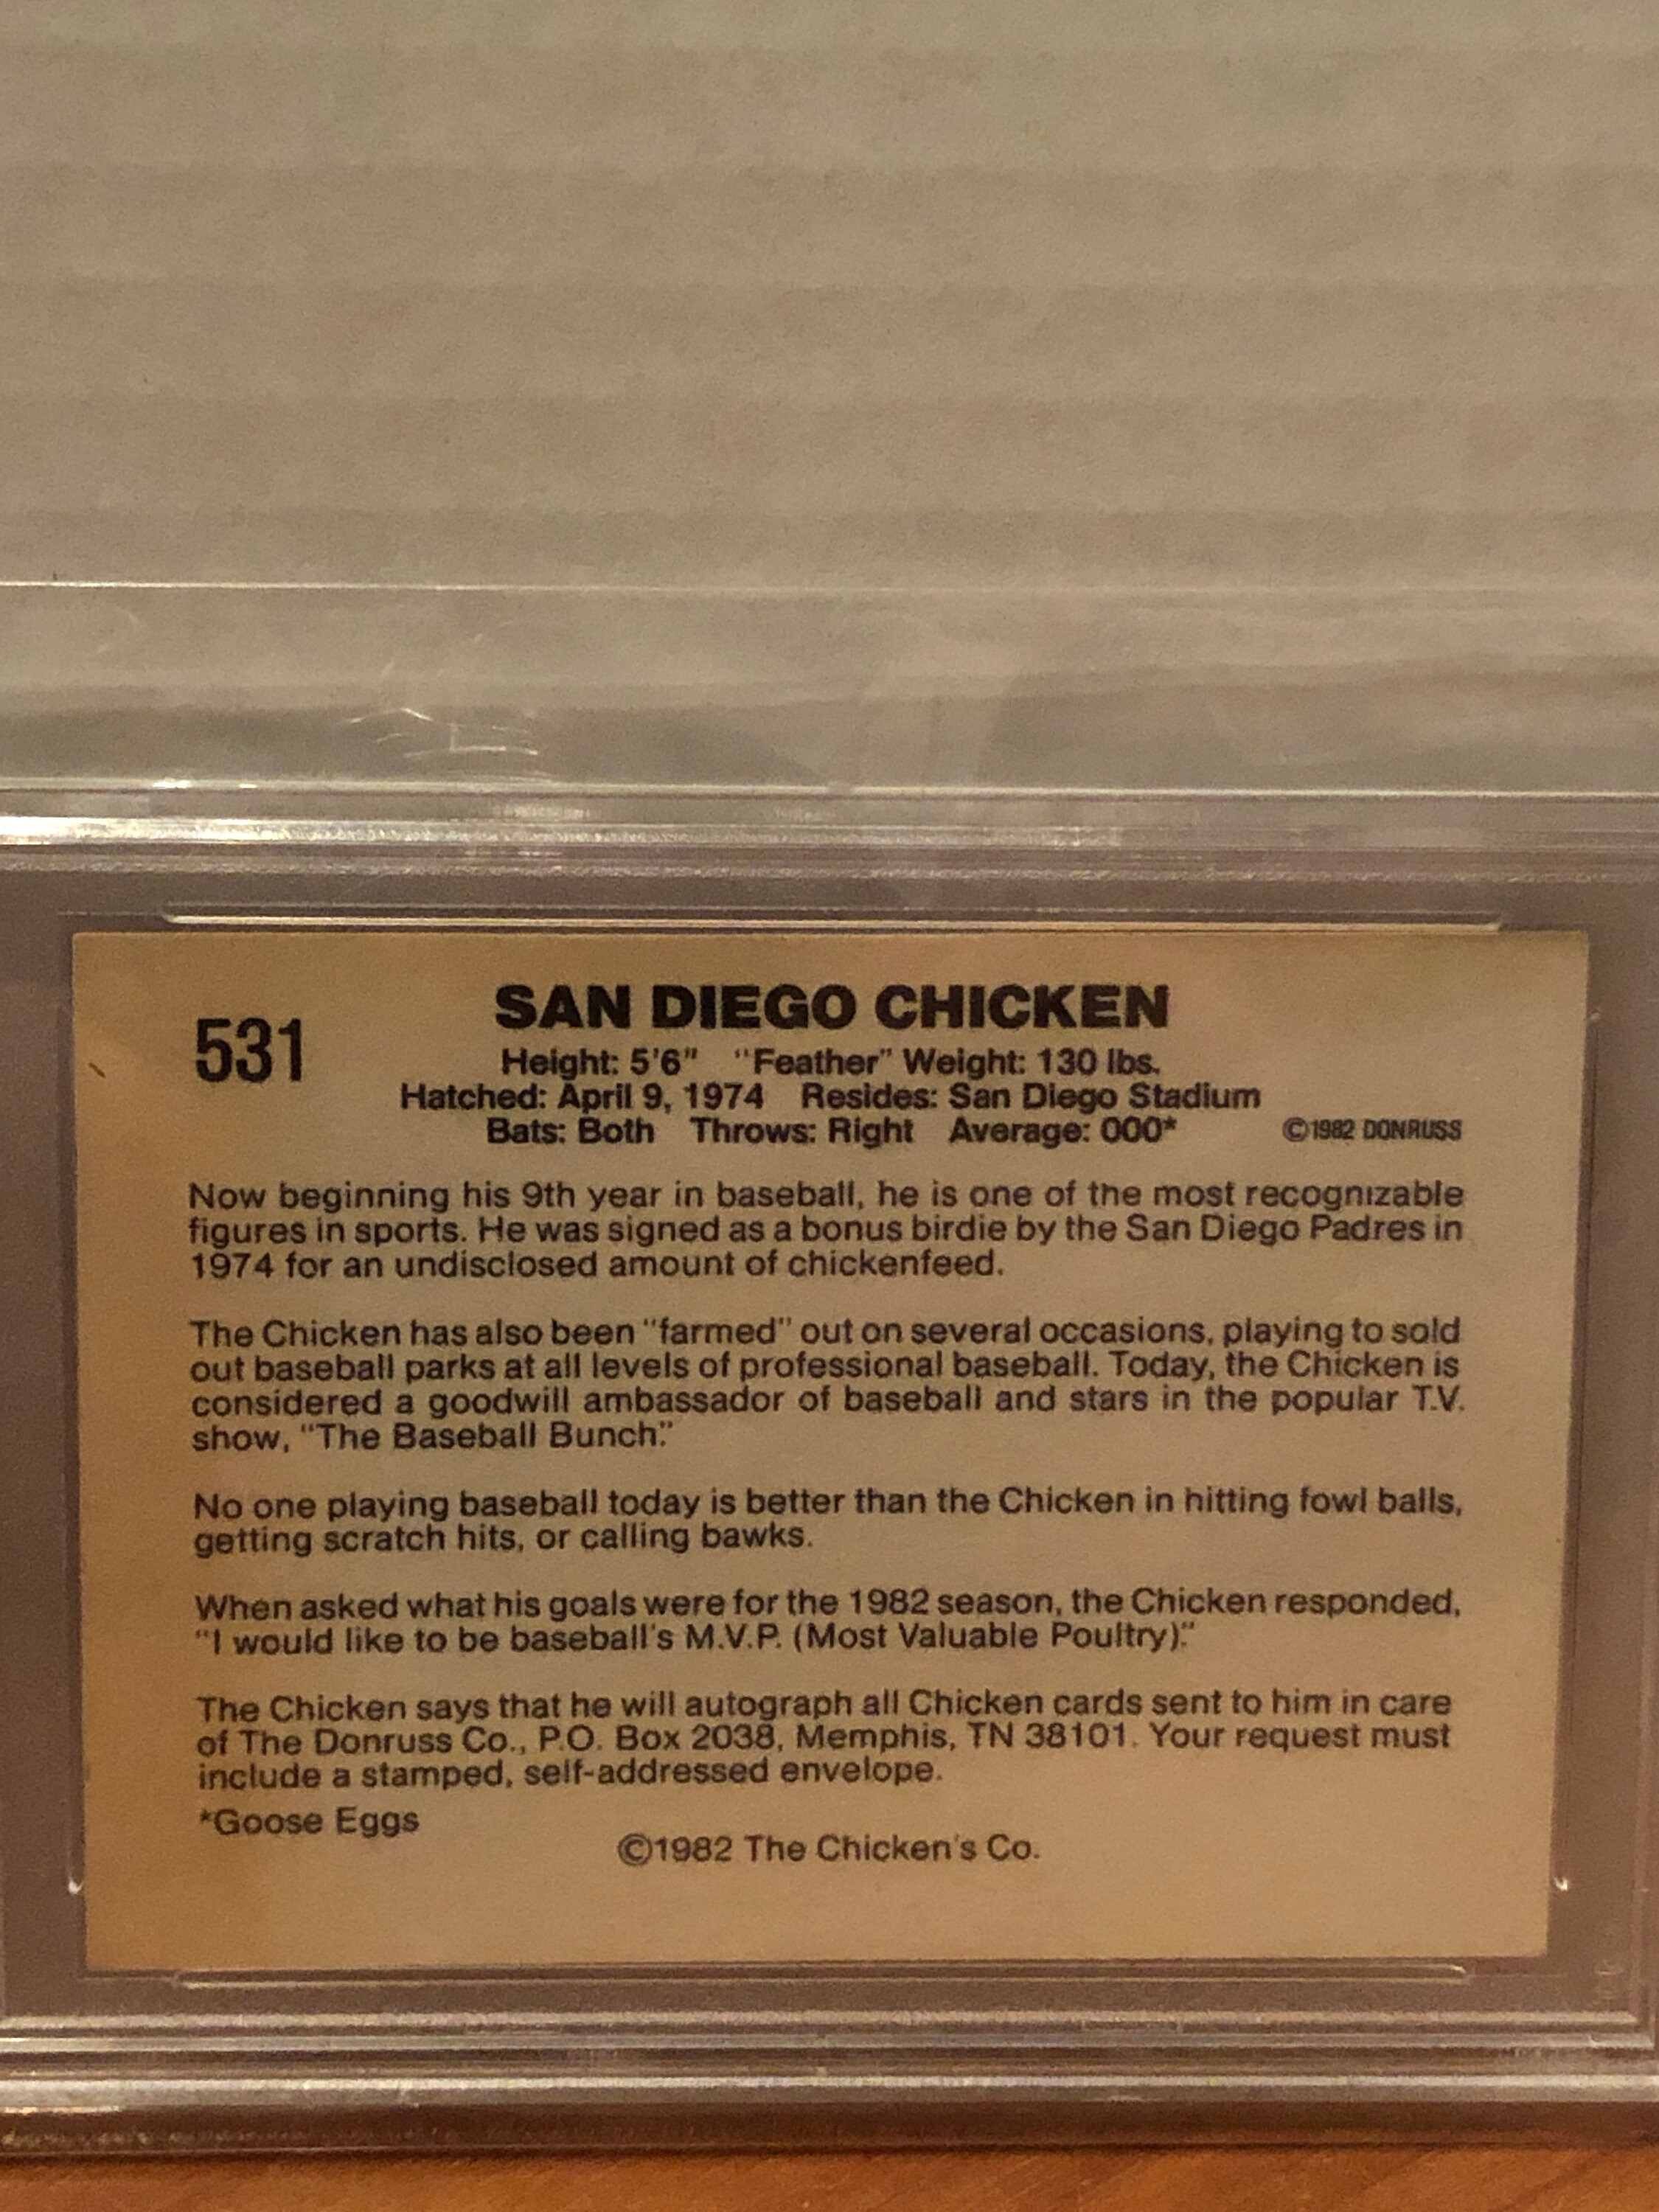 SAN DIEGO CHICKEN
531
Height: 5'6" "Feather" Weight: 130 lbs.
Hatched: April 9, 1974 Resides: San Diego Stadium
Bats: Both Throws: Right Average: 000* ©1982 DONRUSS
Now beginning his 9th year in baseball, he is one of the most recognizable
figures in sports. He was signed as a bonus birdie by the San Diego Padres in
1974 for an undisclosed amount of chickenfeed.
The Chicken has also been "farmed" out on several occasions, playing to sold
out baseball parks at all levels of professional baseball. Today, the Chicken is
considered a goodwill ambassador of baseball and stars in the popular T.V.
show, "The Baseball Bunch."
No one playing baseball today is better than the Chicken in hitting fowl balls,
getting scratch hits, or calling bawks.
When asked what his goals were for the 1982 season, the Chicken responded,
"I would like to be baseball's M.V.P. (Most Valuable Poultry)."
The Chicken says that he will autograph all Chicken cards sent to him in care
of The Donruss Co., P.O. Box 2038, Memphis, TN 38101. Your request must
include a stamped, self-addressed envelope.
*Goose Eggs
©1982 The Chicken's Co.